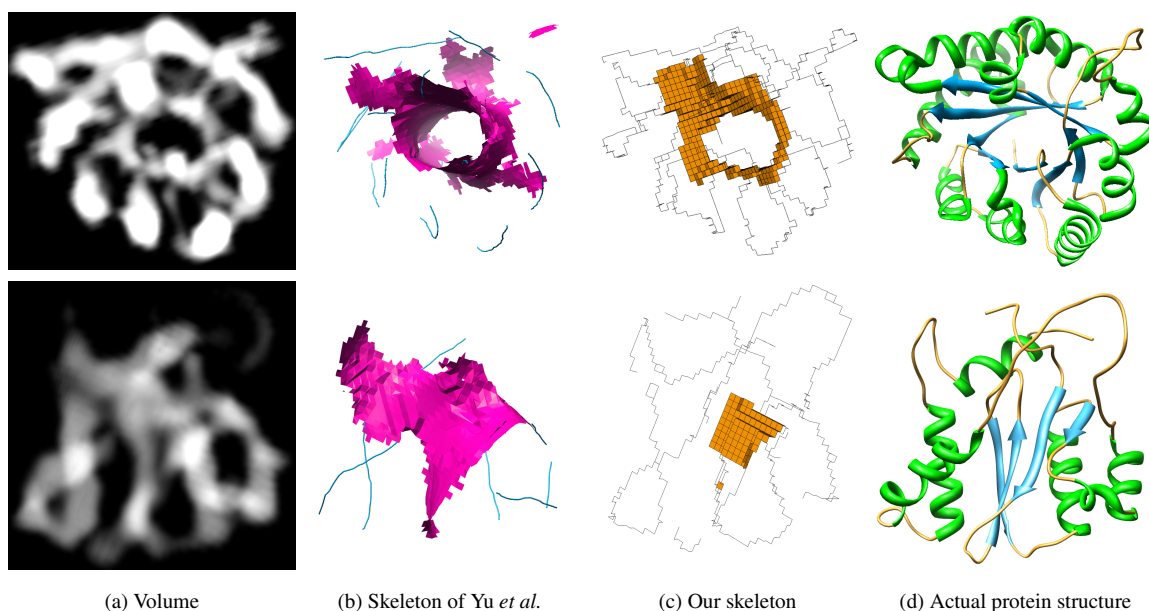 (a) Volume
(b) Skeleton of Yu et al.
(c) Our skeleton
(d) Actual protein structure